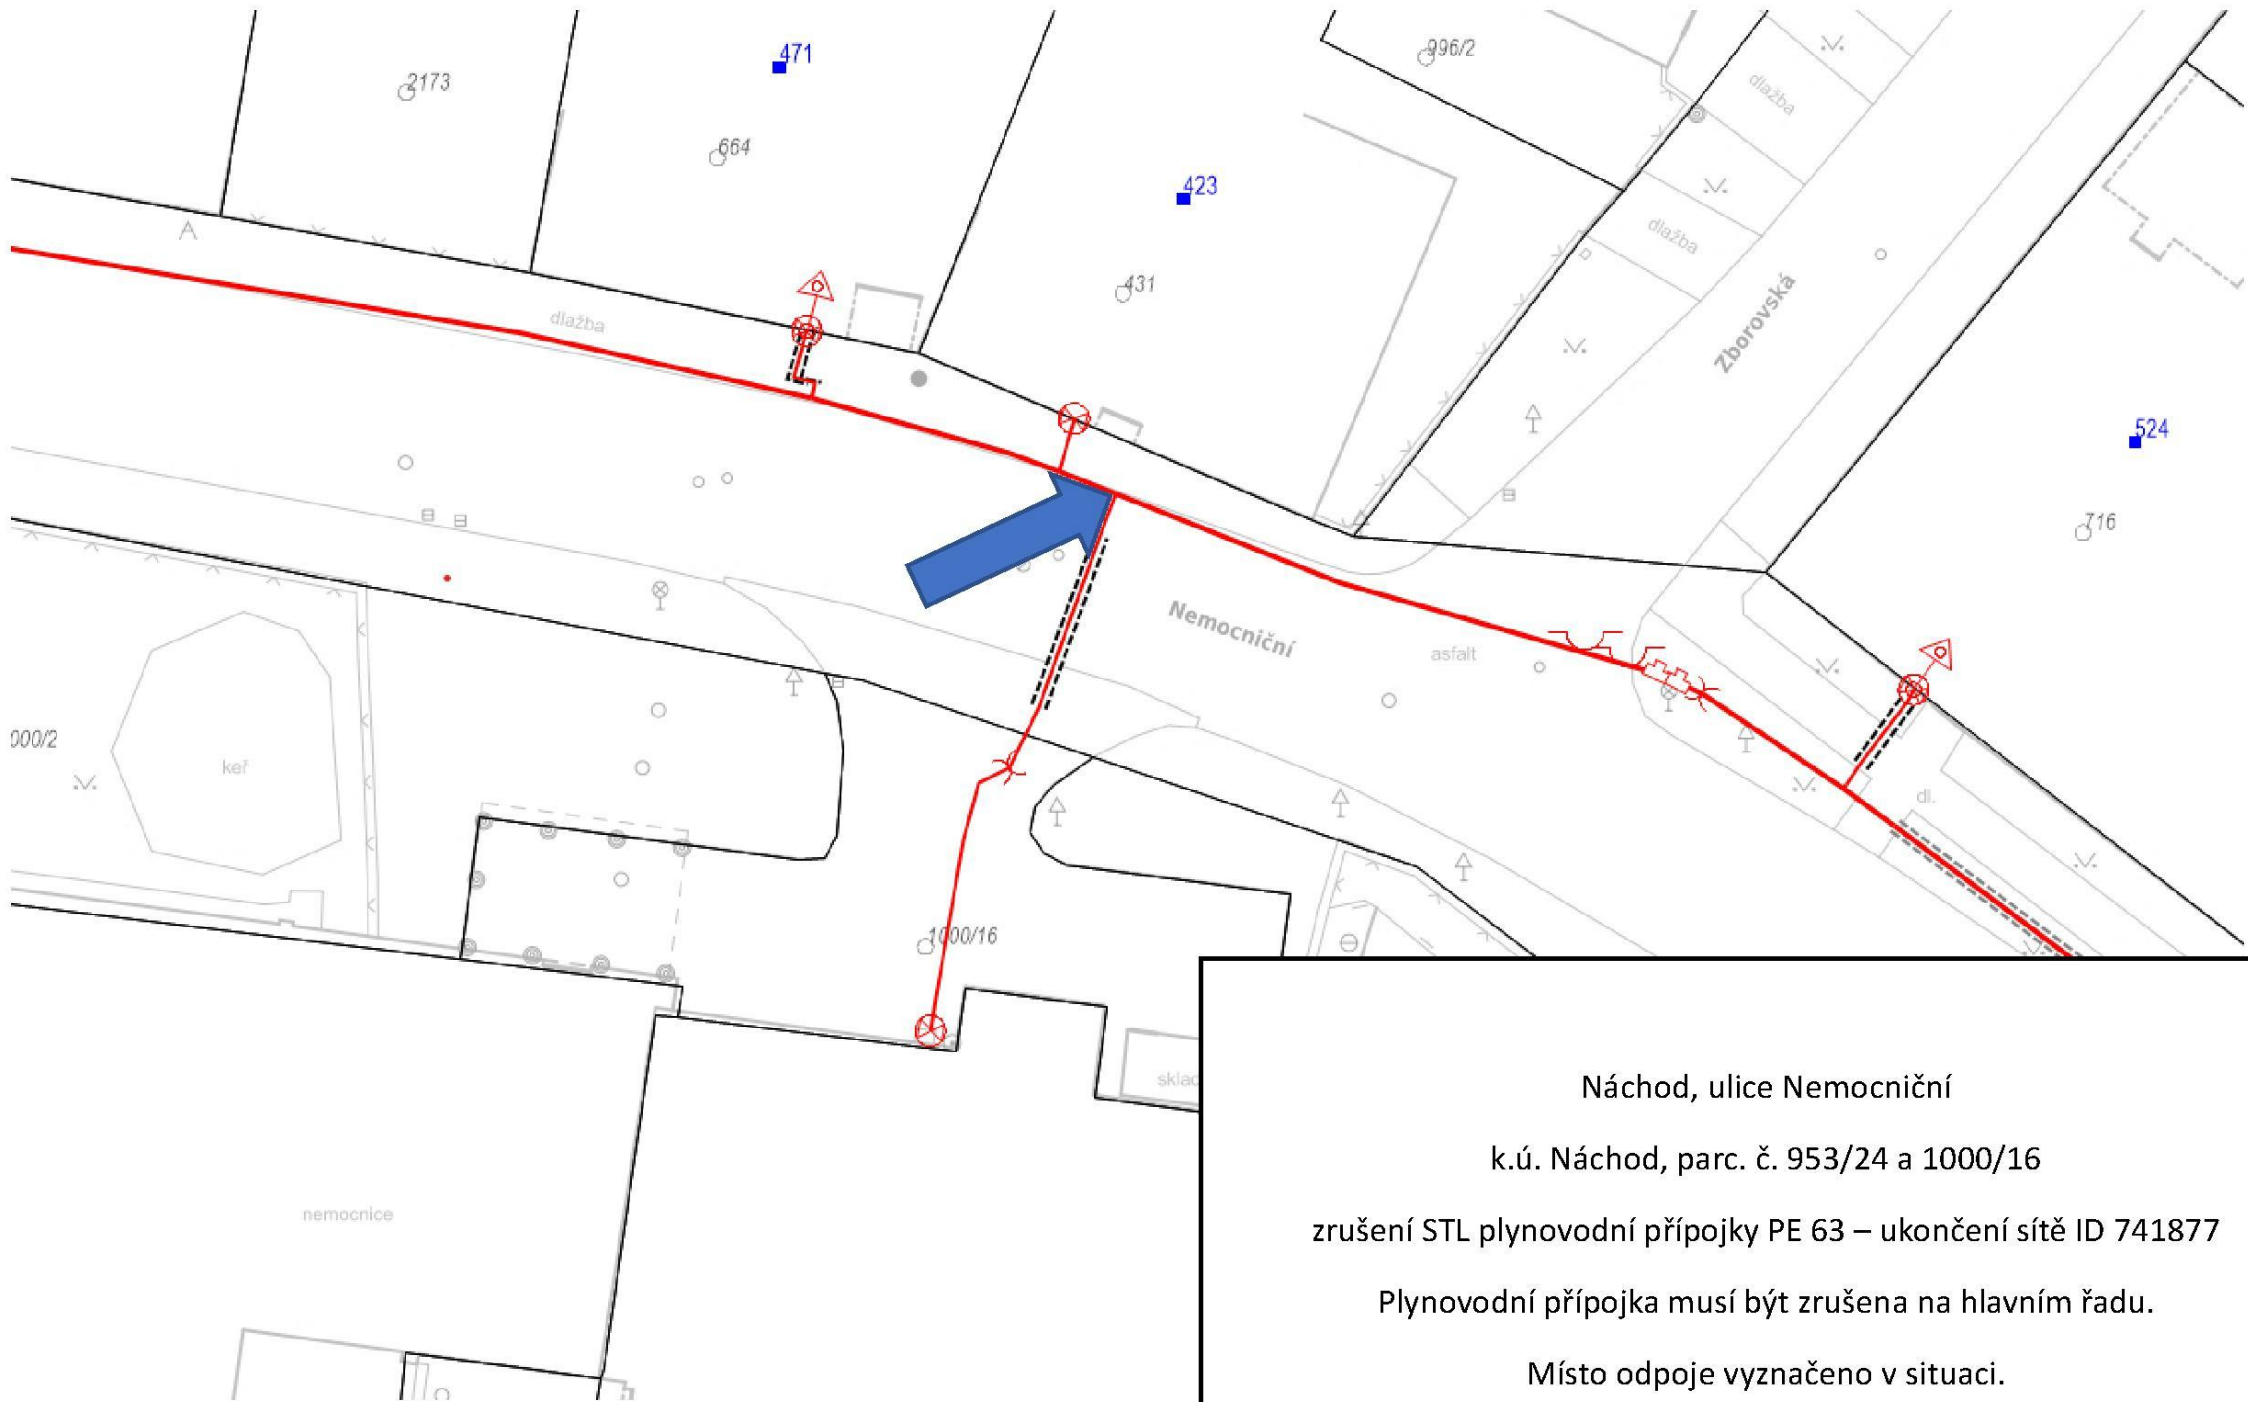 471
996/2
2173
dlažba
664
423
dlažba
431
Zborovská
dlažba
524
716
Nemocniční
asfalt
000/2
keř
dl.
1000/16
sklad
nemocnice
Náchod, ulice Nemocniční
k.ú. Náchod, parc. č. 953/24 a 1000/16
zrušení STL plynovodní přípojky PE 63 – ukončení sítě ID 741877
Plynovodní přípojka musí být zrušena na hlavním řadu.
Místo odpoje vyznačeno v situaci.